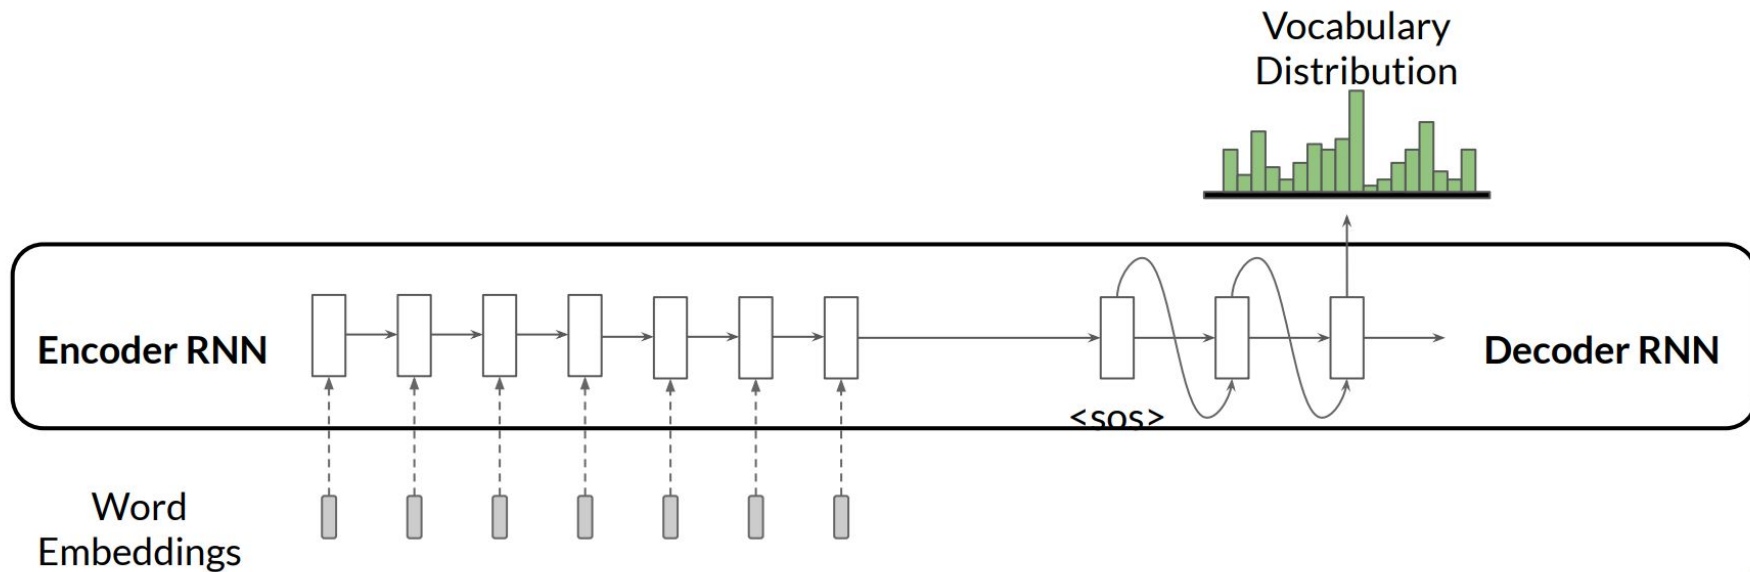 Vocabulary
Distribution
Encoder RNN
Decoder RNN
<sos>
Word
Embeddings